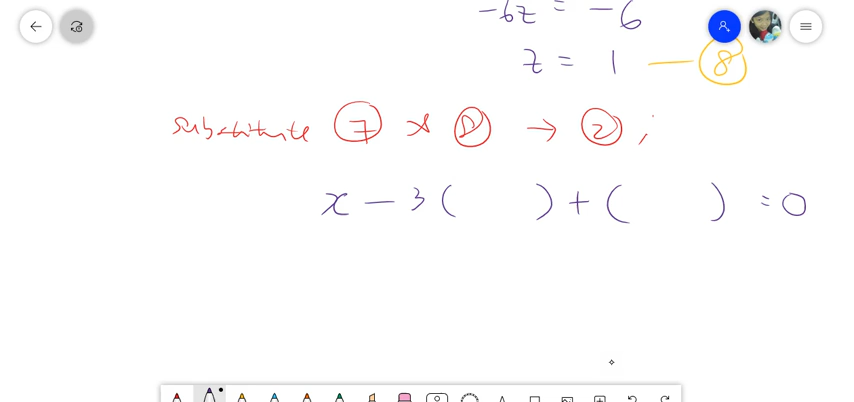 -6z = -6
z = 1 — 8
substitute 7 & 8 → 2 ;
x - 3 ( ) + ( ) = 0